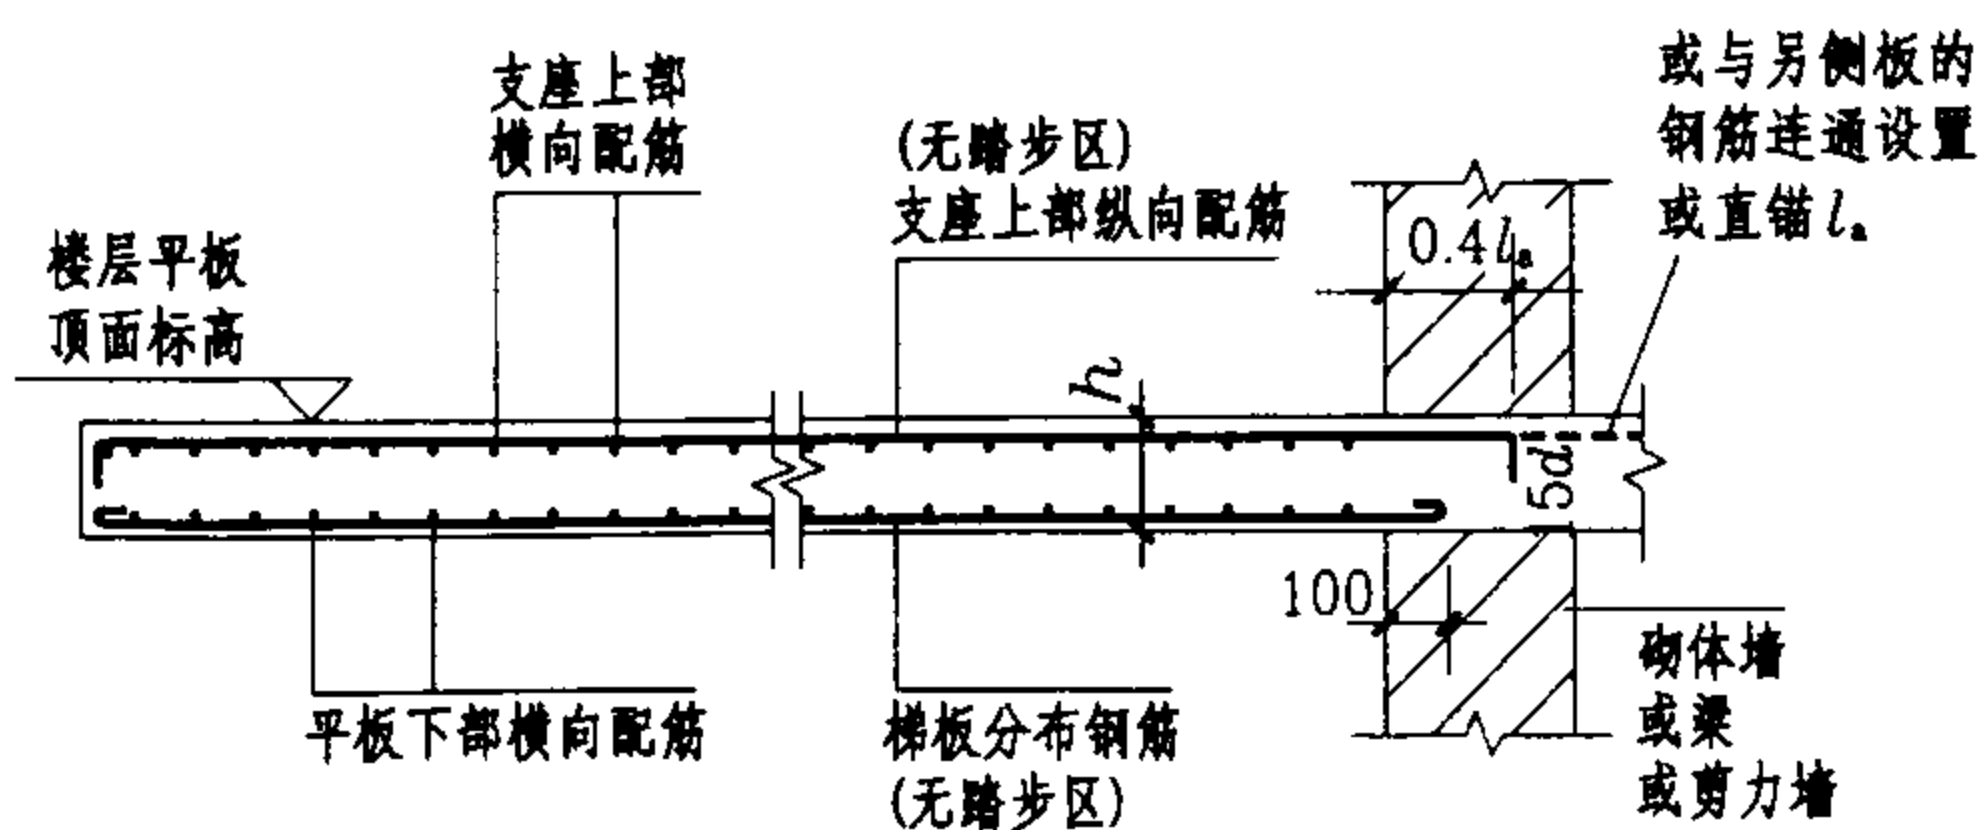 支座上部
横向配筋
(无踏步区)
支座上部纵向配筋
或与另侧板的
钢筋连通设置
或直锚lₐ
楼层平板
顶面标高
0.4lₐ
h
5d
100
平板下部横向配筋
梯板分布钢筋
(无踏步区)
砌体墙
或梁
或剪力墙